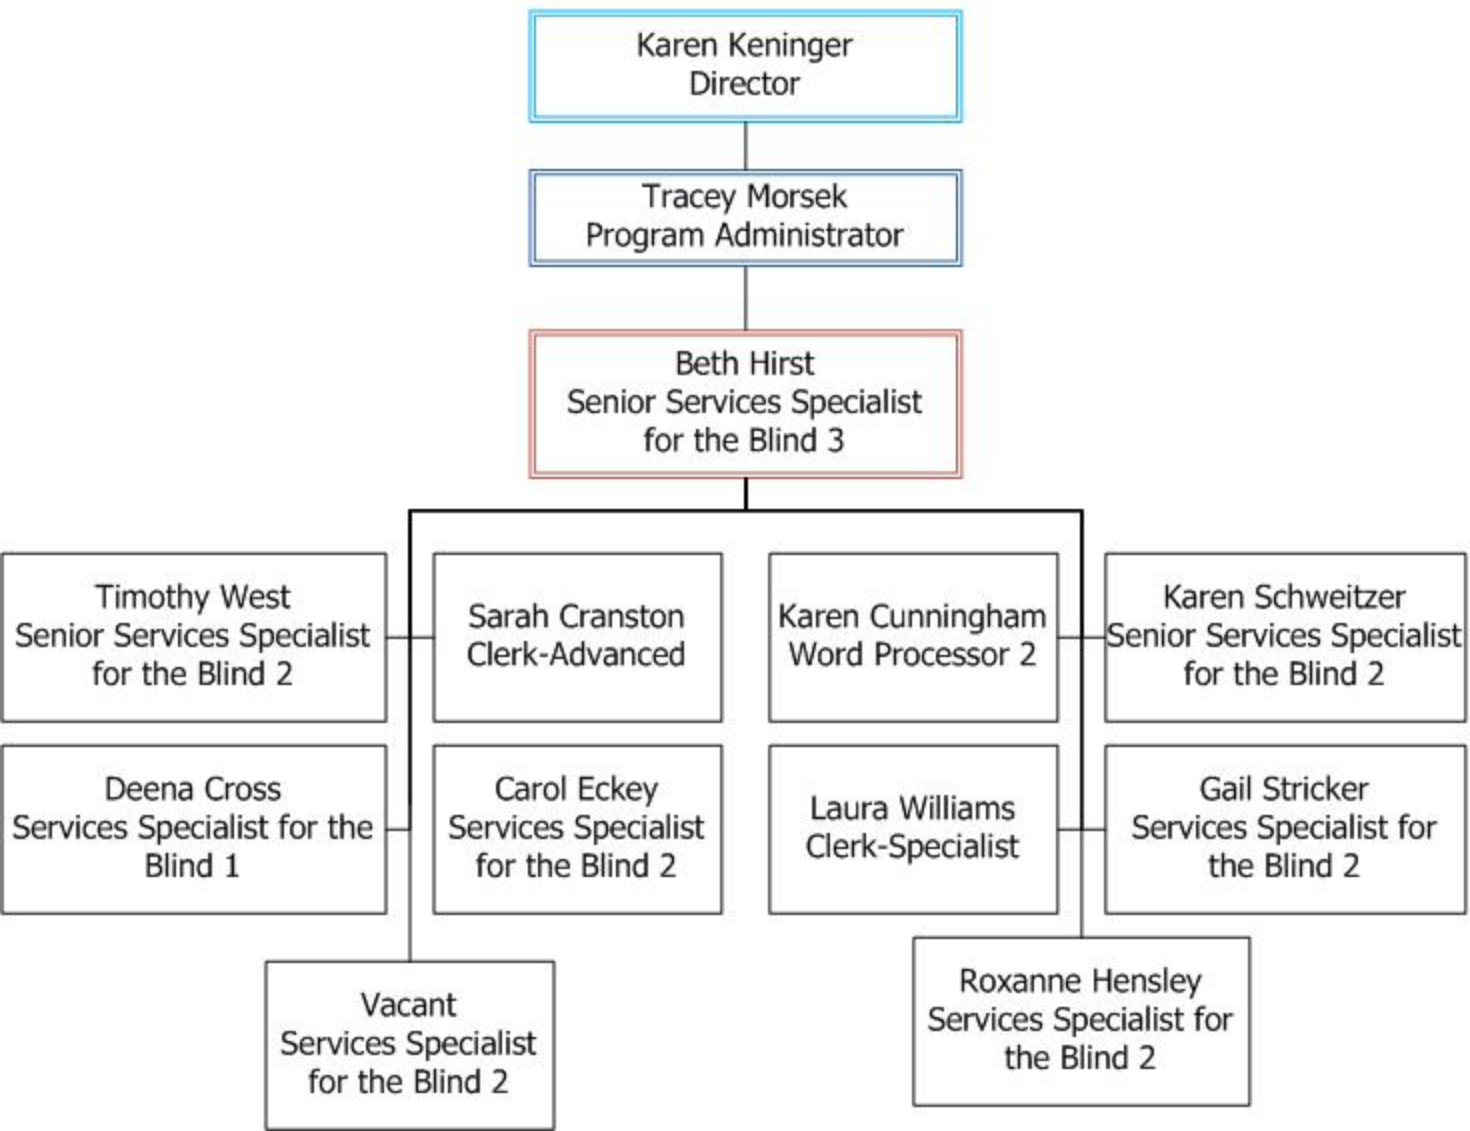 Karen Keninger
Director
Tracey Morsek
Program Administrator
Beth Hirst
Senior Services Specialist
for the Blind 3
Timothy West
Senior Services Specialist
for the Blind 2
Sarah Cranston
Clerk-Advanced
Karen Cunningham
Word Processor 2
Karen Schweitzer
Senior Services Specialist
for the Blind 2
Deena Cross
Services Specialist for the
Blind 1
Carol Eckey
Services Specialist
for the Blind 2
Laura Williams
Clerk-Specialist
Gail Stricker
Services Specialist for
the Blind 2
Vacant
Services Specialist
for the Blind 2
Roxanne Hensley
Services Specialist for
the Blind 2